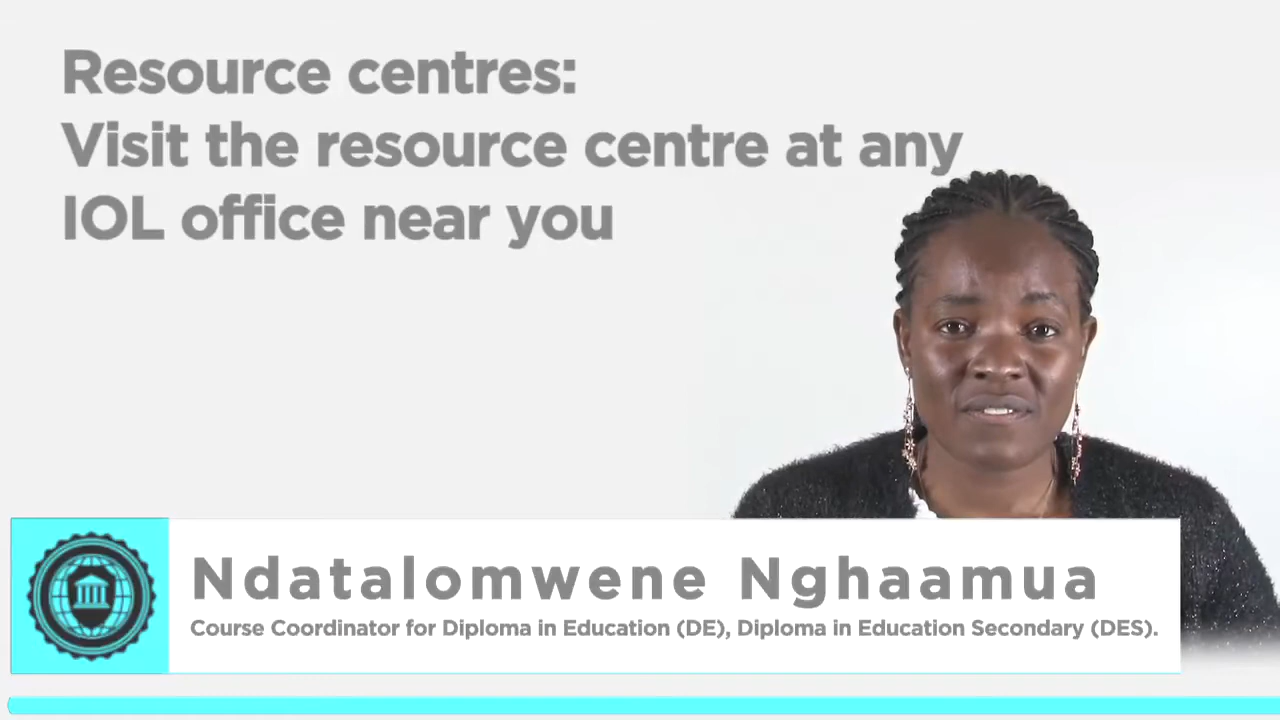 Resource centres:
Visit the resource centre at any
IOL office near you
Ndatalomwene Nghaamua
Course Coordinator for Diploma in Education (DE), Diploma in Education Secondary (DES).